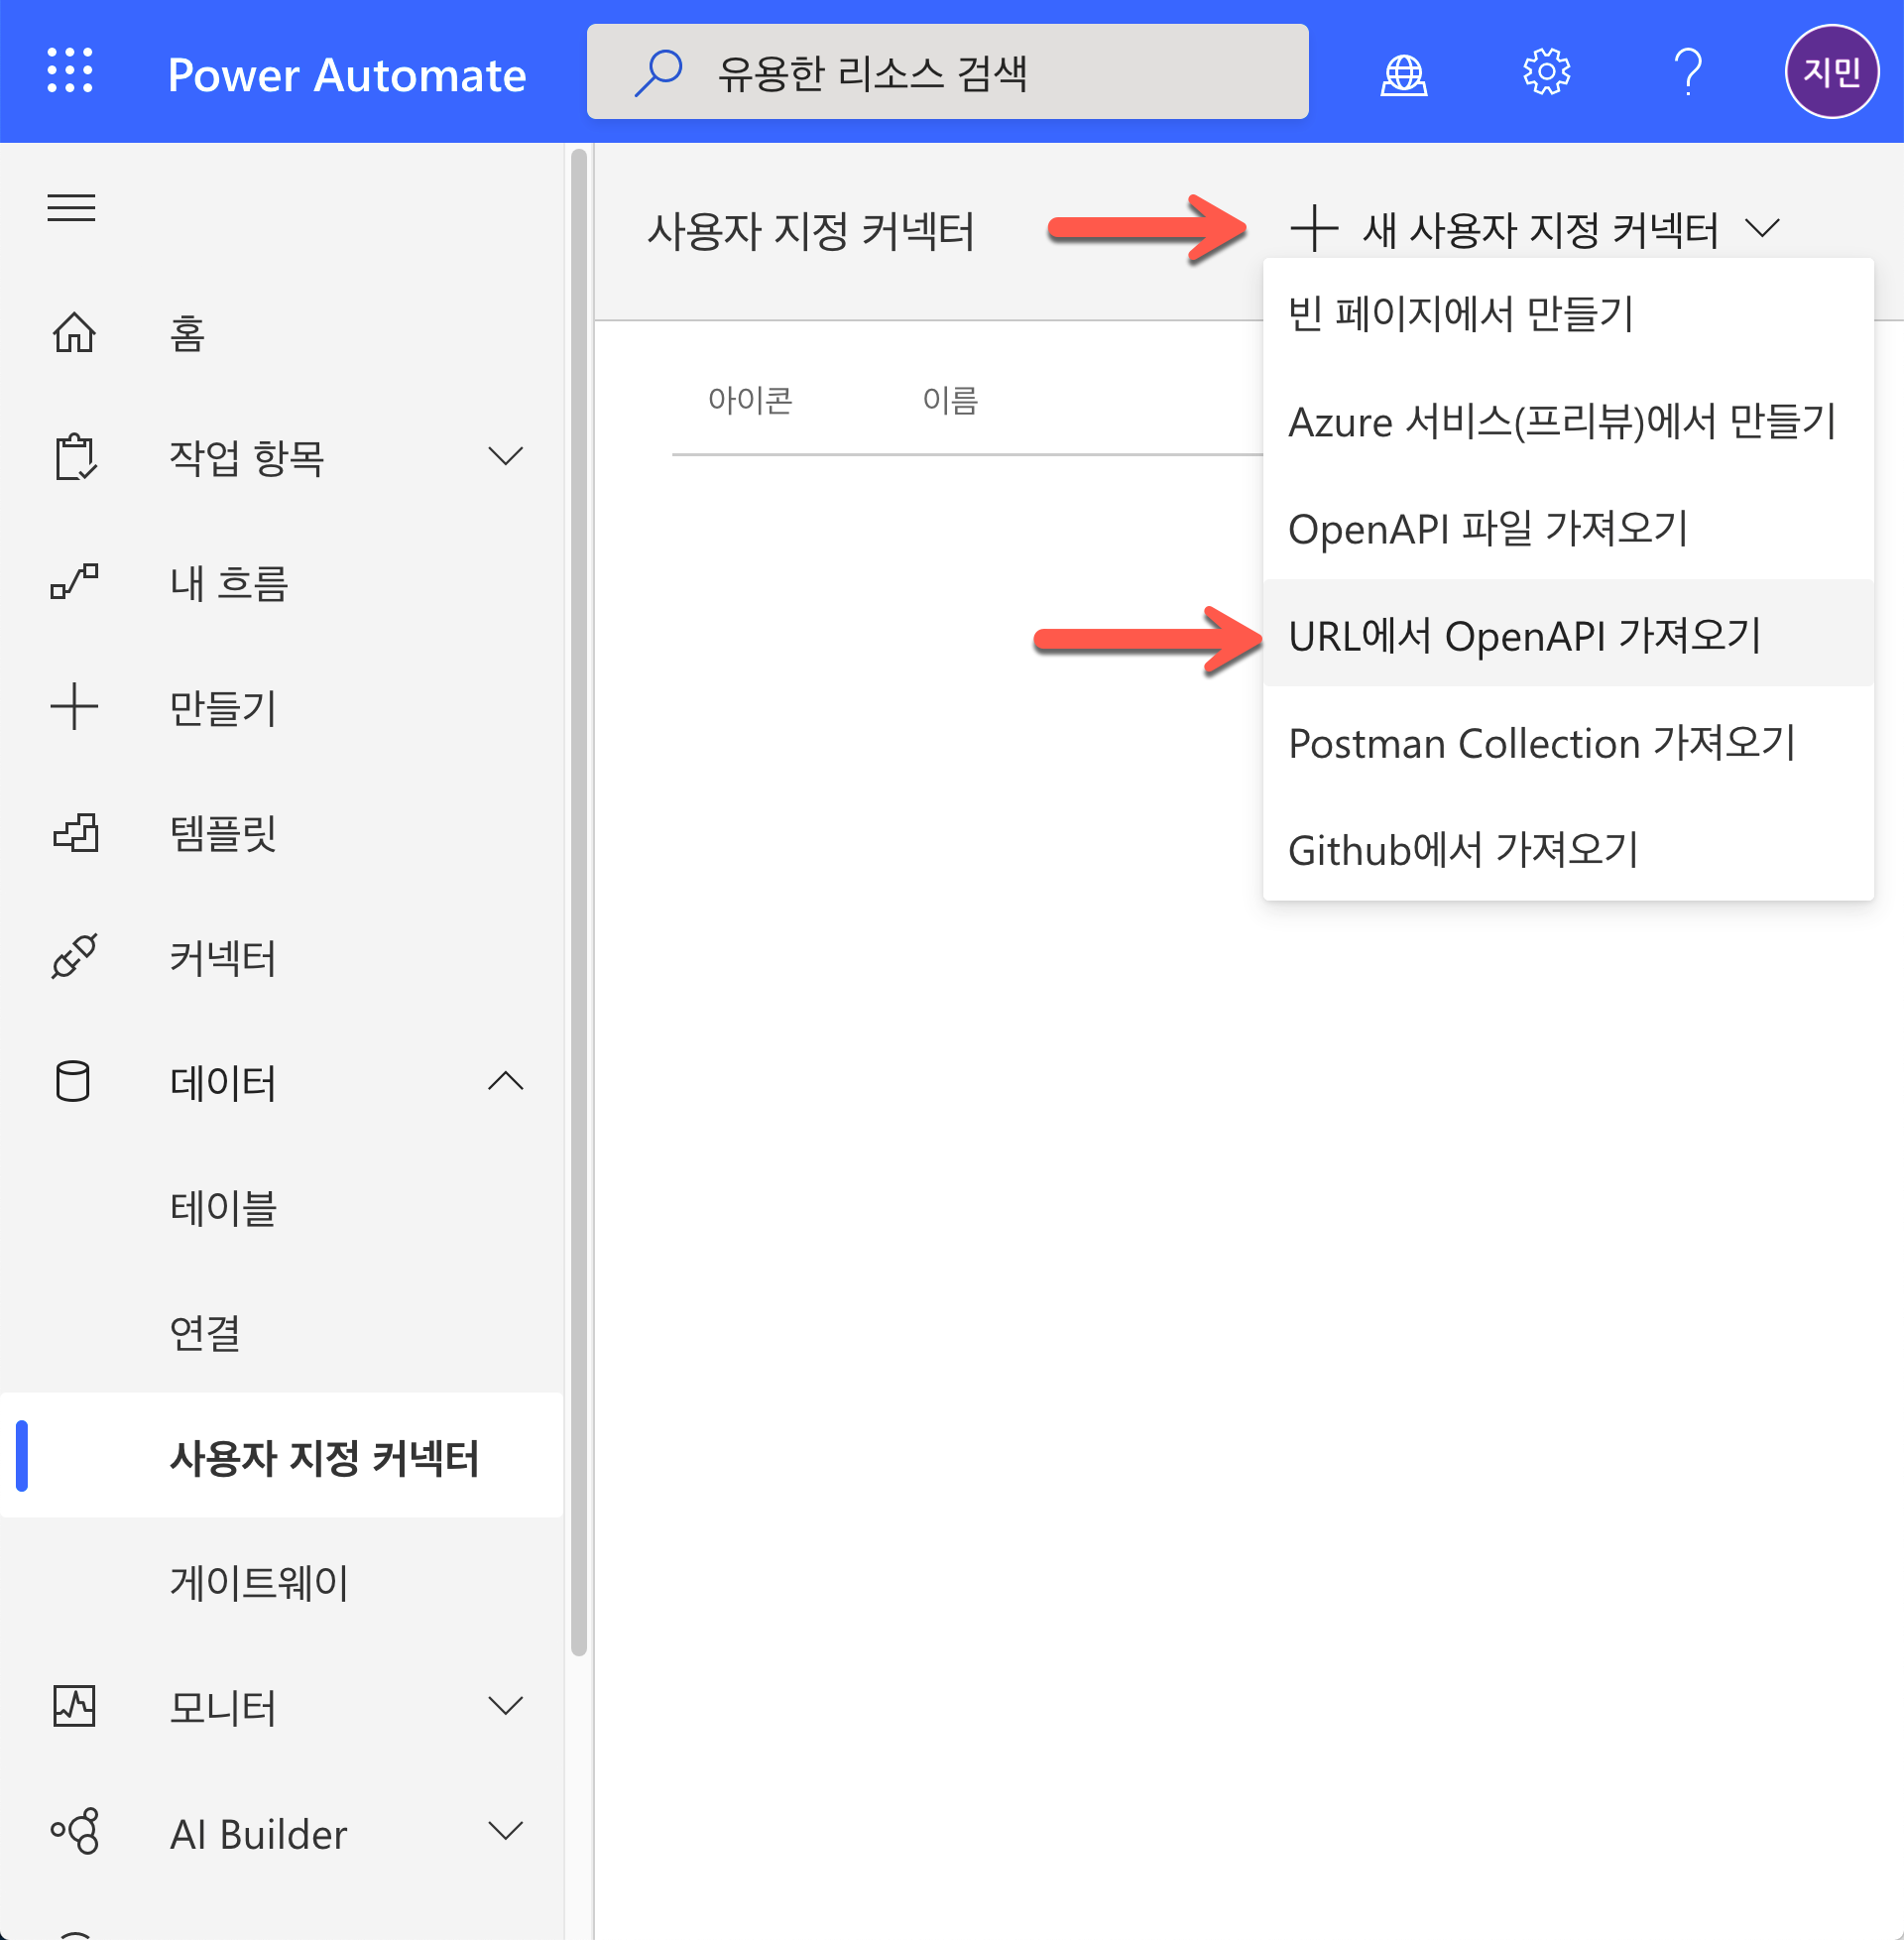 Power Automate
유용한 리소스 검색
지민
홈
작업 항목
내 흐름
만들기
템플릿
커넥터
데이터
테이블
연결
사용자 지정 커넥터
게이트웨이
모니터
AI Builder
사용자 지정 커넥터
새 사용자 지정 커넥터
아이콘 이름
빈 페이지에서 만들기
Azure 서비스(프리뷰)에서 만들기
OpenAPI 파일 가져오기
URL에서 OpenAPI 가져오기
Postman Collection 가져오기
Github에서 가져오기